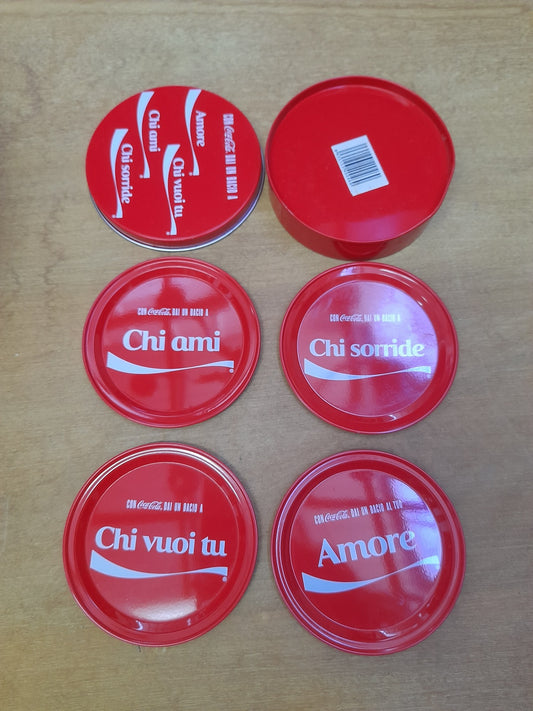 CON Coca-Cola DAI UN BACIO A
Amore
Chi vuoi tu
Chi ami
Chi sorride
CON Coca-Cola, DAI UN BACIO A
Chi ami
®
CON Coca-Cola, DAI UN BACIO A
Chi sorride
®
CON Coca-Cola, DAI UN BACIO A
Chi vuoi tu
®
CON Coca-Cola, DAI UN BACIO AL TUO
Amore
®